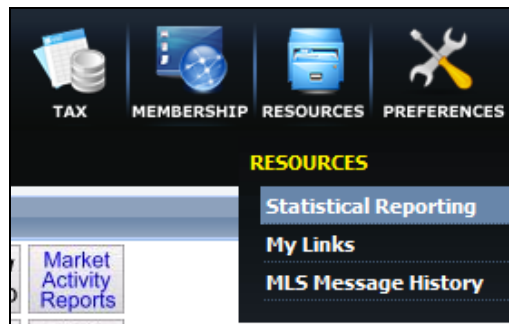 TAX
MEMBERSHIP
RESOURCES
PREFERENCES
RESOURCES
Statistical Reporting
My Links
MLS Message History
Market
Activity
Reports